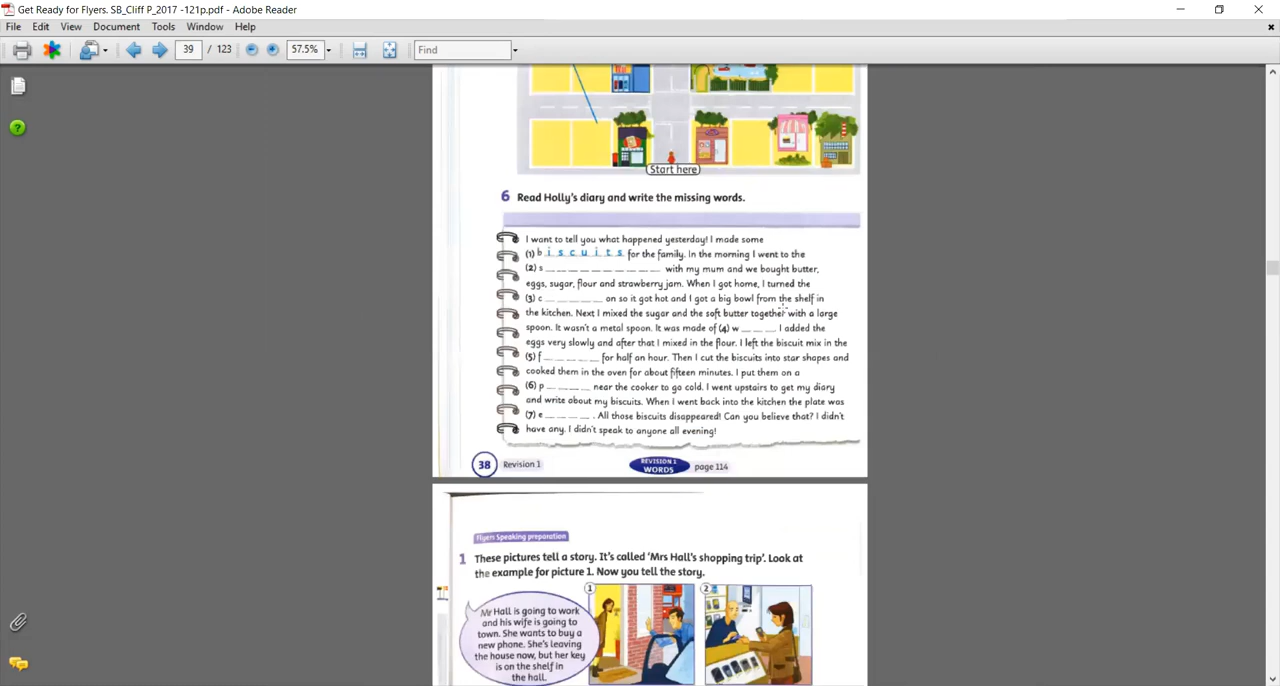 Get Ready for Flyers. SB_Cliff P_2017 -121p.pdf - Adobe Reader
File Edit View Document Tools Window Help
39 / 123 57.5% Find
Start here
6 Read Holly's diary and write the missing words.
I want to tell you what happened yesterday! I made some
(1) b i s c u i t s for the family. In the morning I went to the
(2) s _ _ _ _ _ _ _ _ _ _ with my mum and we bought butter,
eggs, sugar, flour and strawberry jam. When I got home, I turned the
(3) c _ _ _ _ _ on so it got hot and I got a big bowl from the shelf in
the kitchen. Next I mixed the sugar and the soft butter together with a large
spoon. It wasn't a metal spoon. It was made of (4) w _ _ _ . I added the
eggs very slowly and after that I mixed in the flour. I left the biscuit mix in the
(5) f _ _ _ _ _ for half an hour. Then I cut the biscuits into star shapes and
cooked them in the oven for about fifteen minutes. I put them on a
(6) p _ _ _ _ near the cooker to go cold. I went upstairs to get my diary
and write about my biscuits. When I went back into the kitchen the plate was
(7) e _ _ _ _ . All those biscuits disappeared! Can you believe that? I didn't
have any. I didn't speak to anyone all evening!
38 Revision 1 REVISION 1 WORDS page 114
Flyers Speaking preparation
1 These pictures tell a story. It's called 'Mrs Hall's shopping trip'. Look at
the example for picture 1. Now you tell the story.
1 2
Mr Hall is going to work
and his wife is going to
town. She wants to buy a
new phone. She's leaving
the house now, but her key
is on the shelf in
the hall.